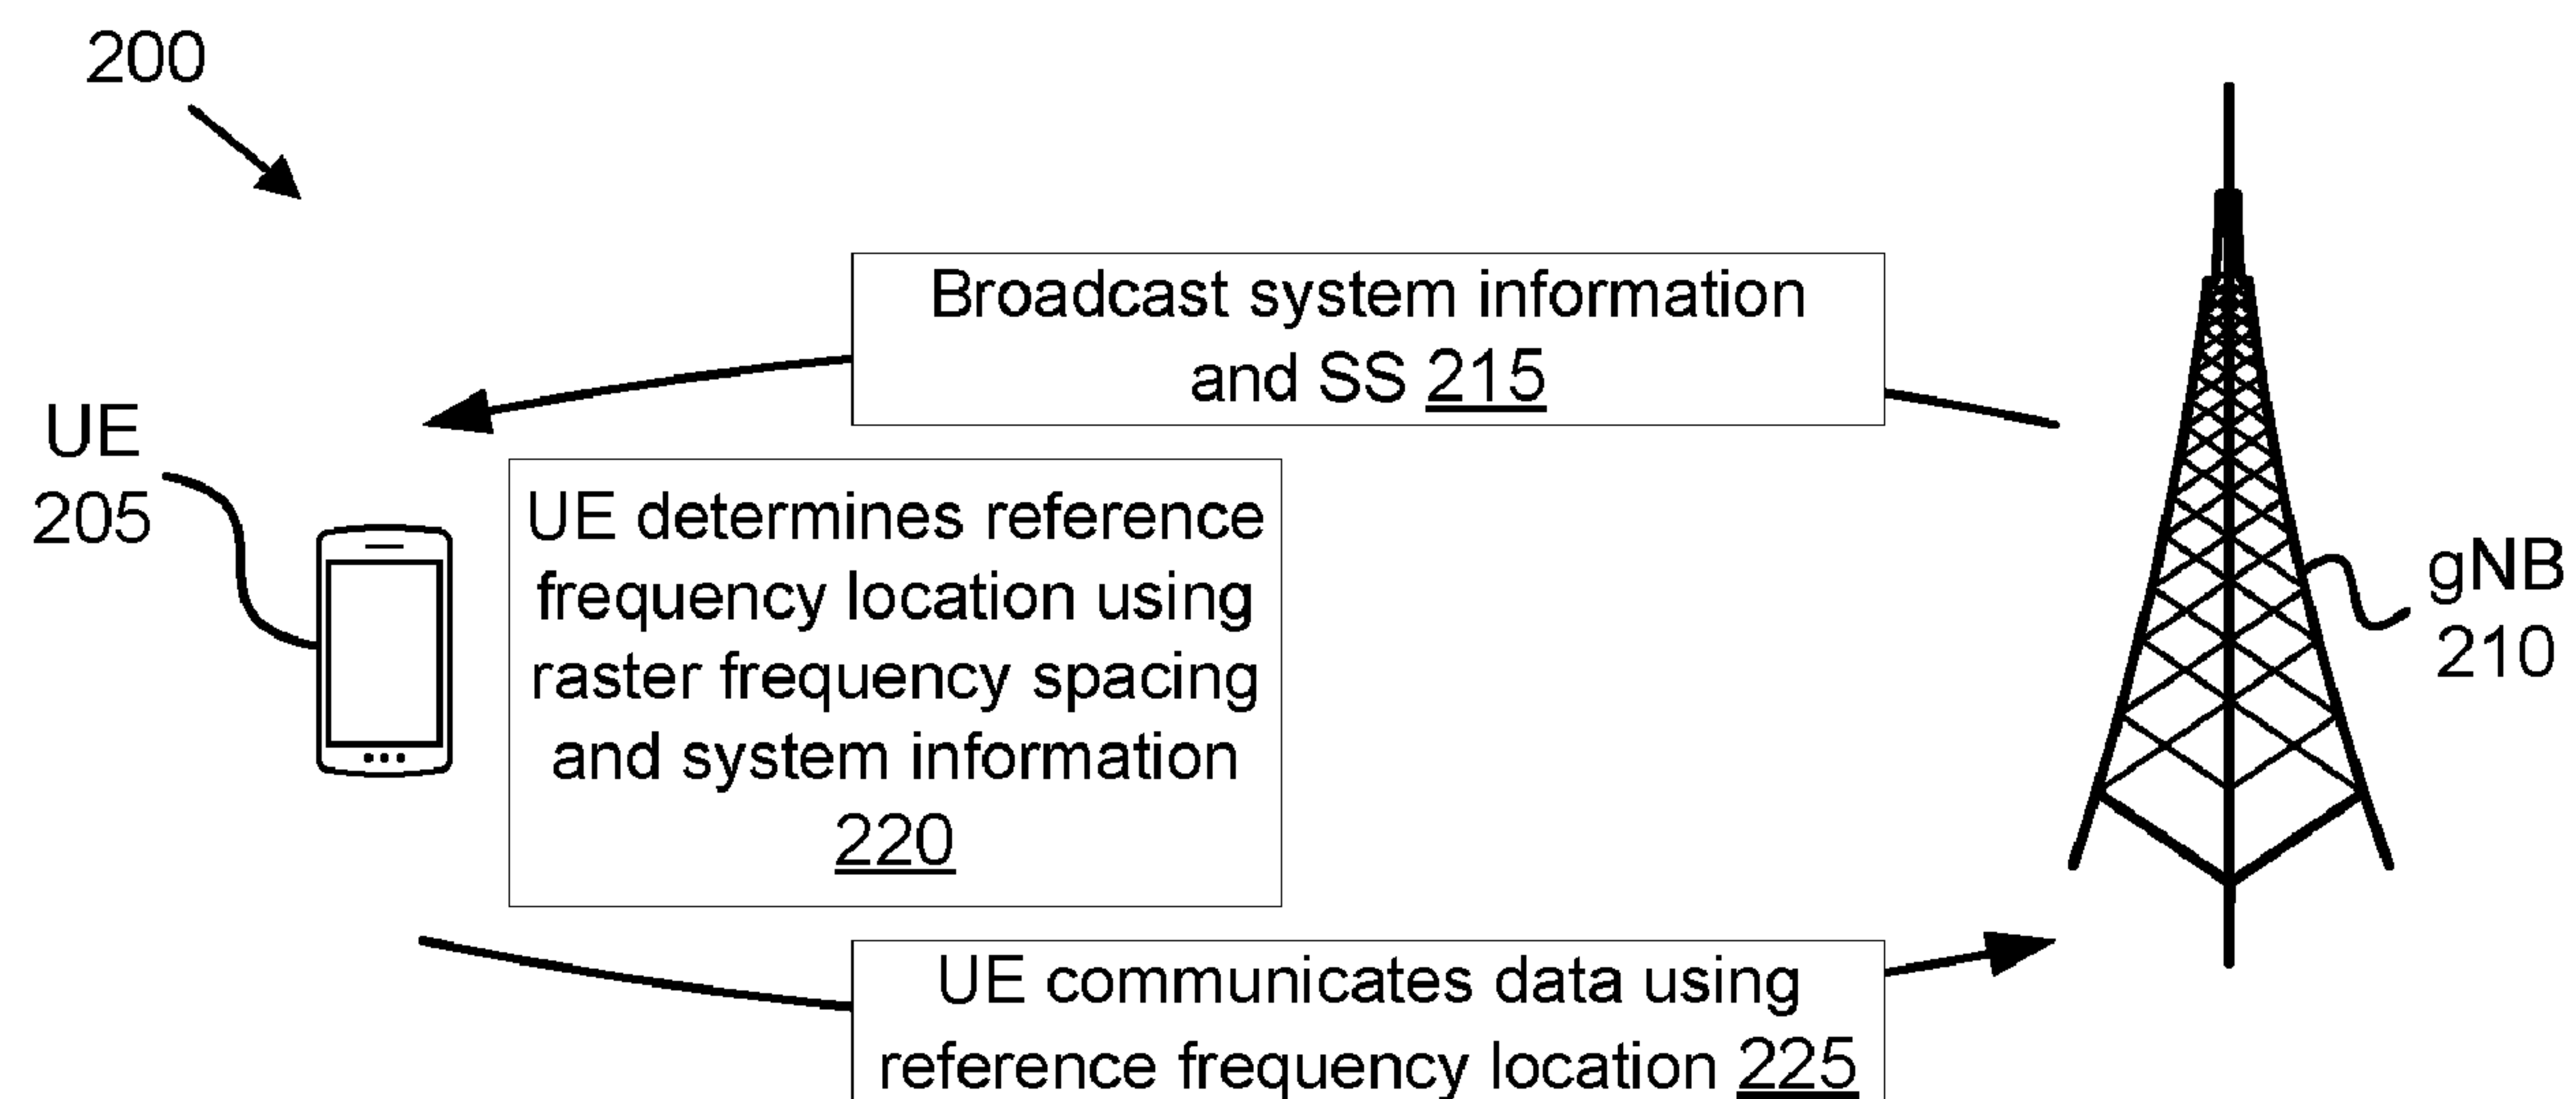 200
Broadcast system information
and SS 215
UE
205
UE determines reference
frequency location using
raster frequency spacing
and system information
220
gNB
210
UE communicates data using
reference frequency location 225